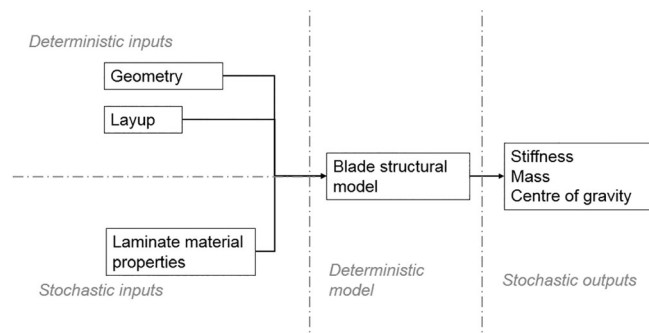 Deterministic inputs
Geometry
Layup
Laminate material
properties
Stochastic inputs
Blade structural
model
Deterministic
model
Stiffness
Mass
Centre of gravity
Stochastic outputs